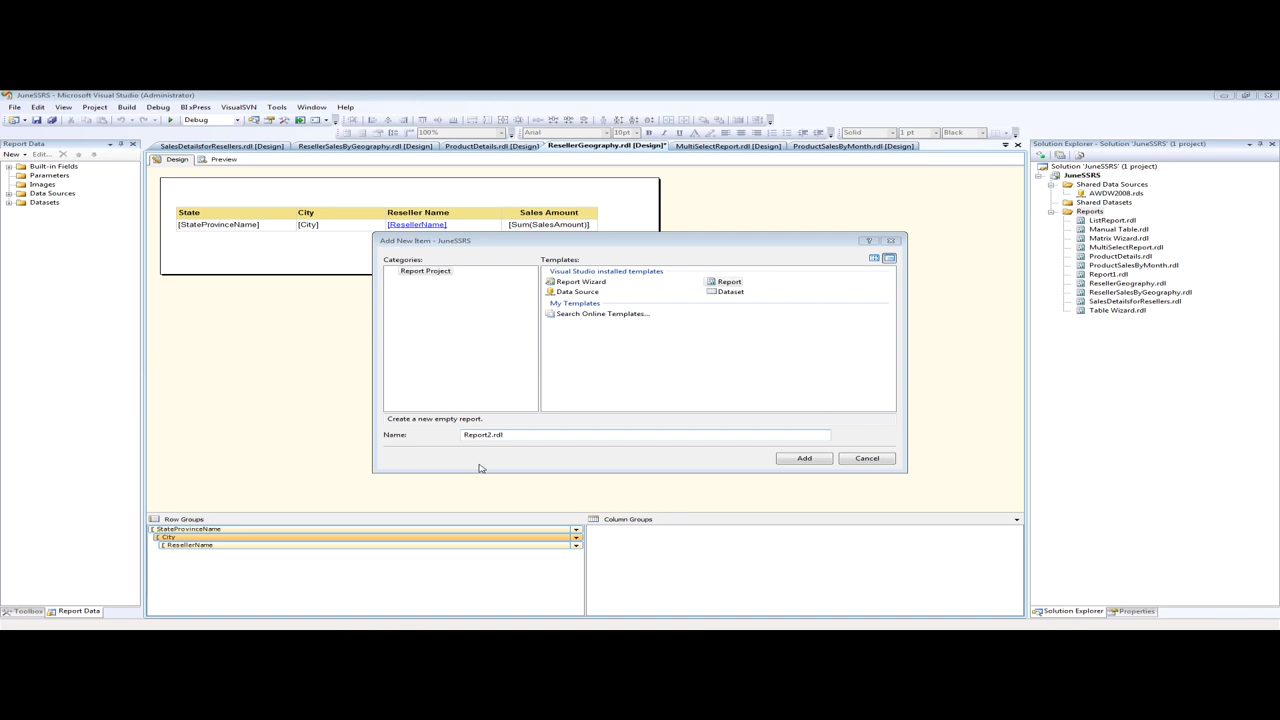 JuneSSRS - Microsoft Visual Studio (Administrator)
File Edit View Project Build Debug BI xPress VisualSVN Tools Window Help
Debug
100% Arial 10pt B I A Solid 1 pt Black
Report Data
SalesDetailsforResellers.rdl [Design] ResellerSalesByGeography.rdl [Design] ProductDetails.rdl [Design] ResellerGeography.rdl [Design]* MultiSelectReport.rdl [Design] ProductSalesByMonth.rdl [Design]
Solution Explorer - Solution 'JuneSSRS' (1 project)
New Edit...
Design Preview
Built-in Fields
Parameters
Images
Data Sources
Datasets
State City Reseller Name Sales Amount
[StateProvinceName] [City] [ResellerName] [Sum(SalesAmount)]
Add New Item - JuneSSRS
Categories: Templates:
Report Project
Visual Studio installed templates
Report Wizard Report
Data Source Dataset
My Templates
Search Online Templates...
Create a new empty report.
Name: Report2.rdl
Add Cancel
Solution 'JuneSSRS' (1 project)
JuneSSRS
Shared Data Sources
AWDW2008.rds
Shared Datasets
Reports
ListReport.rdl
Manual Table.rdl
Matrix Wizard.rdl
MultiSelectReport.rdl
ProductDetails.rdl
ProductSalesByMonth.rdl
Report1.rdl
ResellerGeography.rdl
ResellerSalesByGeography.rdl
SalesDetailsforResellers.rdl
Table Wizard.rdl
Row Groups Column Groups
StateProvinceName
City
ResellerName
Toolbox Report Data
Solution Explorer Properties